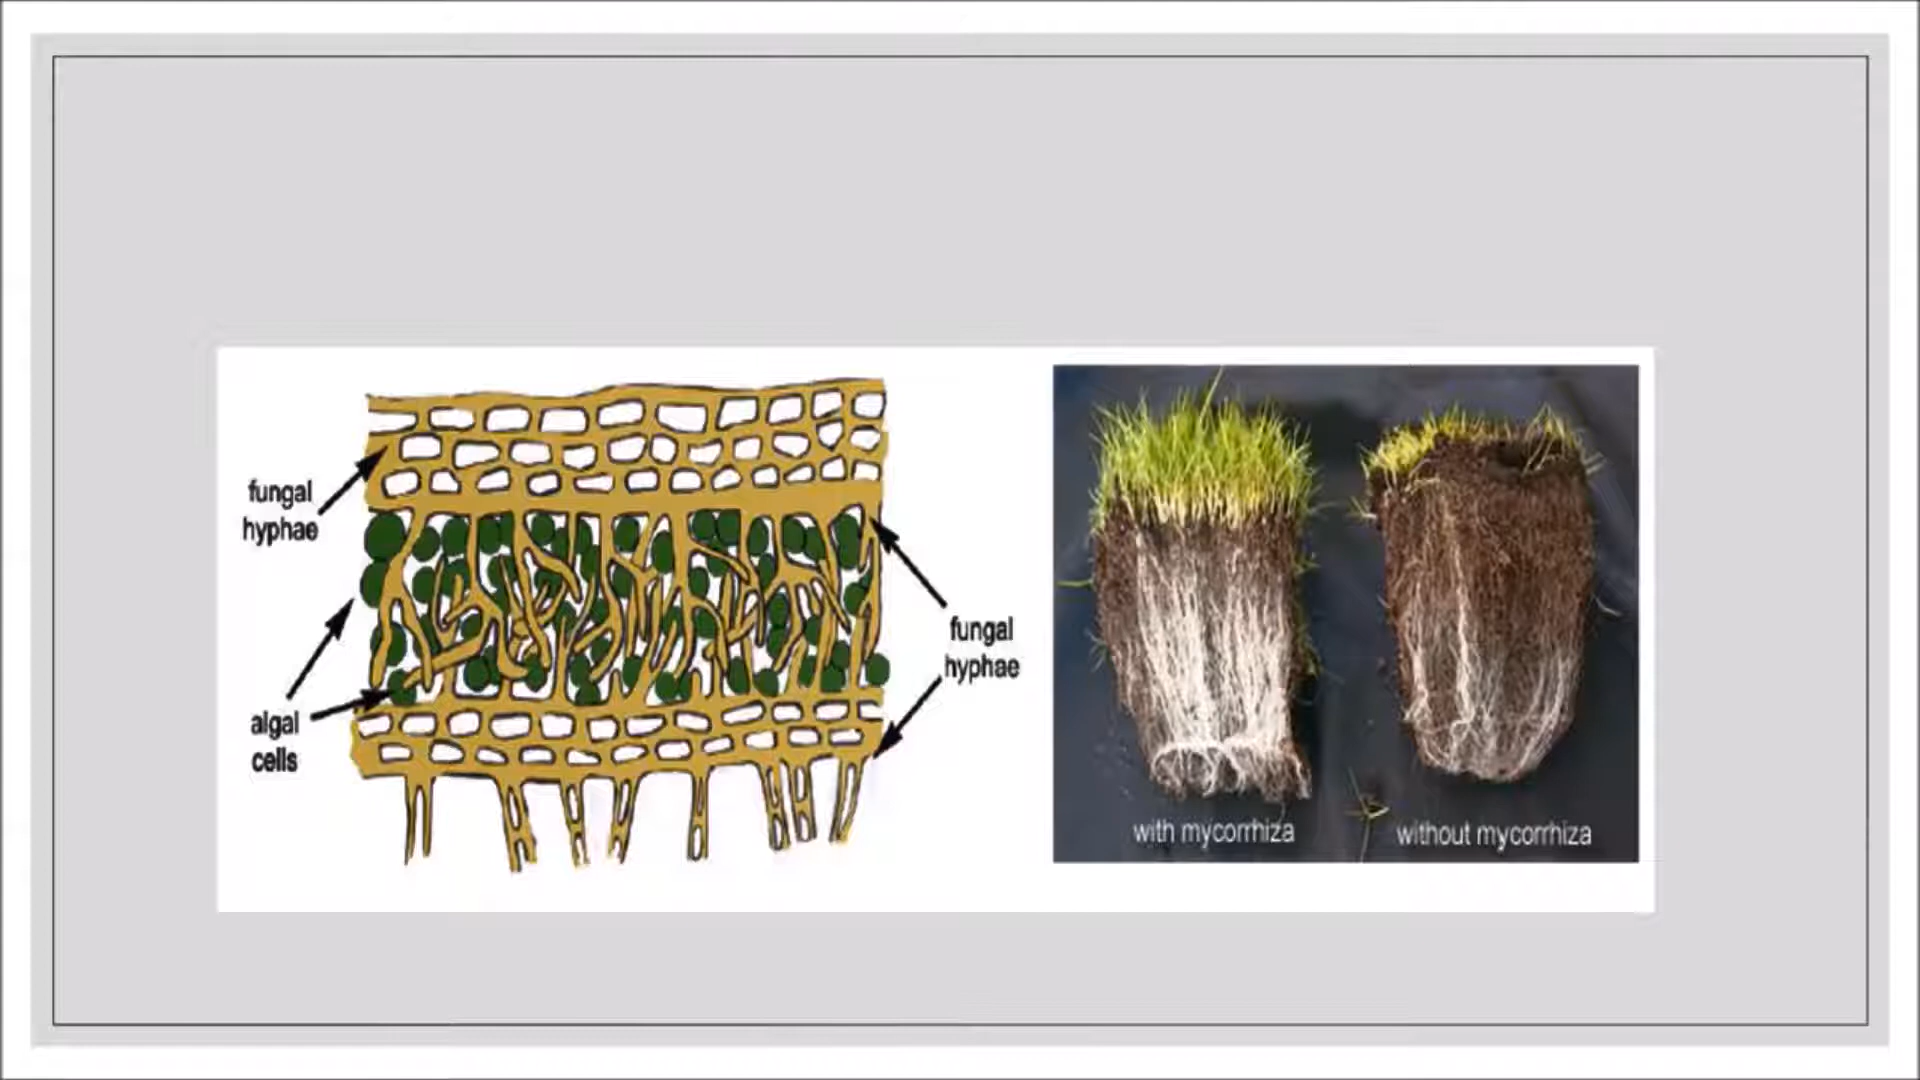 fungal
hyphae
algal
cells
fungal
hyphae
with mycorrhiza
without mycorrhiza